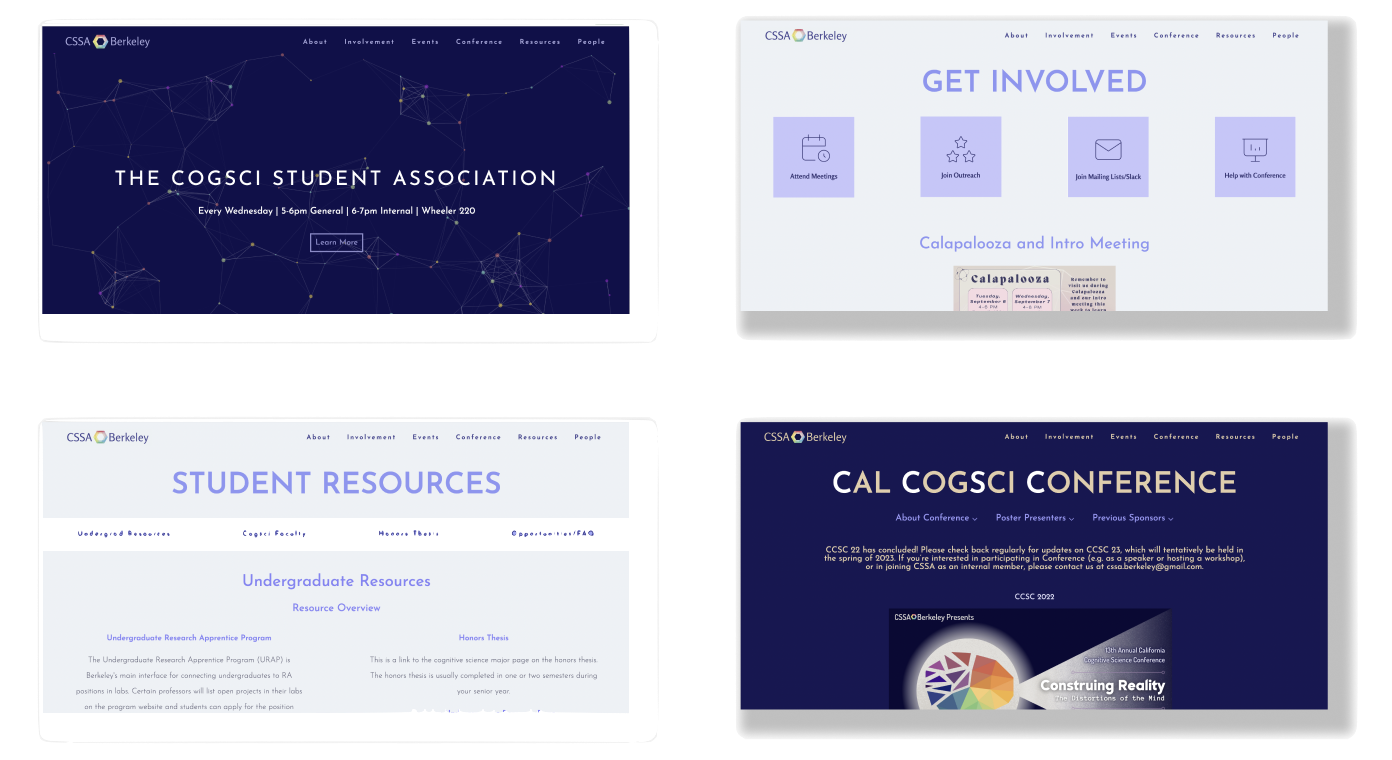 CSSA Berkeley
About Involvement Events Conference Resources People
THE COGSCI STUDENT ASSOCIATION
Every Wednesday | 5-6pm General | 6-7pm Internal | Wheeler 220
Learn More
CSSA Berkeley
About Involvement Events Conference Resources People
GET INVOLVED
Attend Meetings
Join Outreach
Join Mailing Lists/Slack
Help with Conference
Calapalooza and Intro Meeting
Calapalooza
Tuesday, September 6
4-6 PM
Wednesday, September 7
4-6 PM
Remember to
visit us during
Calapalooza
and our intro
meeting this
week to learn
CSSA Berkeley
About Involvement Events Conference Resources People
STUDENT RESOURCES
Undergrad Resources Cogsci Faculty Honors Thesis Opportunities/FAQ
Undergraduate Resources
Resource Overview
Undergraduate Research Apprentice Program
The Undergraduate Research Apprentice Program (URAP) is
Berkeley's main interface for connecting undergraduates to RA
positions in labs. Certain professors will list open projects in their labs
on the program website and students can apply for the position
Honors Thesis
This is a link to the cognitive science major page on the honors thesis.
The honors thesis is usually completed in one or two semesters during
your senior year.
CSSA Berkeley
About Involvement Events Conference Resources People
CAL COGSCI CONFERENCE
About Conference Poster Presenters Previous Sponsors
CCSC 22 has concluded! Please check back regularly for updates on CCSC 23, which will tentatively be held in
the spring of 2023. If you're interested in participating in Conference (e.g. as a speaker or hosting a workshop),
or in joining CSSA as an internal member, please contact us at cssa.berkeley@gmail.com.
CCSC 2022
CSSA Berkeley Presents
13th Annual California
Cognitive Science Conference
Construing Reality
The Distortions of the Mind